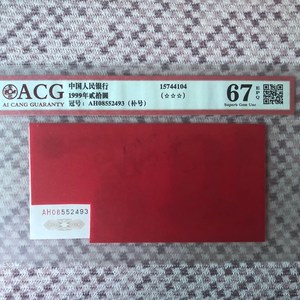 ACG
AI CANG GUARANTY
中国人民银行
1999年贰拾圆
冠号：AH08552493（补号）
15744104
(☆☆☆)
67 EPQ
Superb Gem Unc
AH08552493